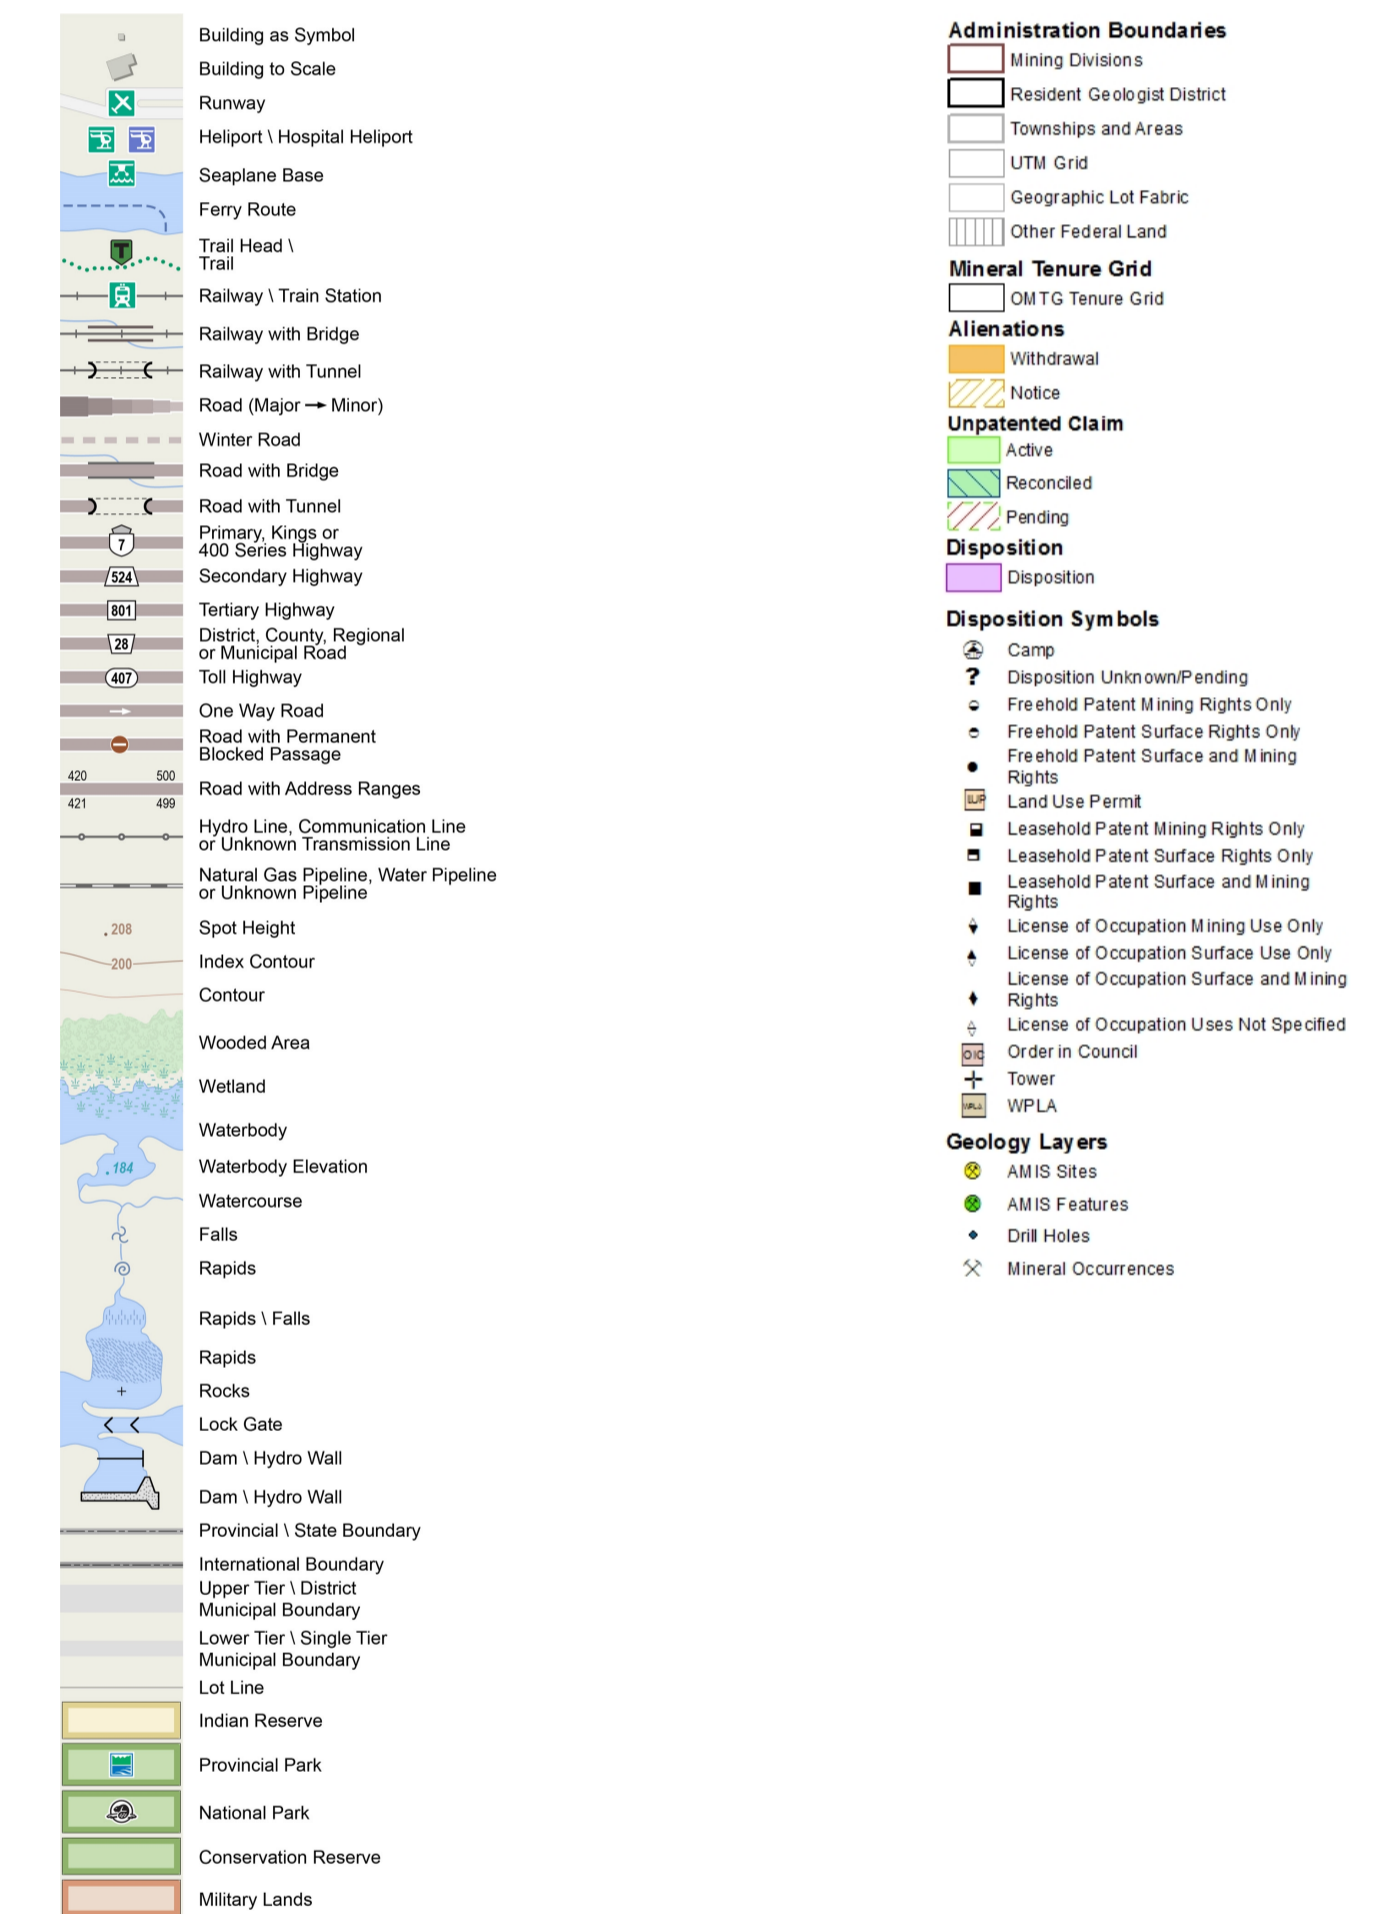 Building as Symbol
Building to Scale
Runway
Heliport \ Hospital Heliport
Seaplane Base
Ferry Route
T
Trail Head \
Trail
Railway \ Train Station
Railway with Bridge
Railway with Tunnel
Road (Major → Minor)
Winter Road
Road with Bridge
Road with Tunnel
7
Primary, Kings or
400 Series Highway
524
Secondary Highway
801
Tertiary Highway
28
District, County, Regional
or Municipal Road
407
Toll Highway
One Way Road
Road with Permanent
Blocked Passage
420 500
Road with Address Ranges
421 499
Hydro Line, Communication Line
or Unknown Transmission Line
Natural Gas Pipeline, Water Pipeline
or Unknown Pipeline
.208
Spot Height
200
Index Contour
Contour
Wooded Area
Wetland
Waterbody
.184
Waterbody Elevation
Watercourse
Falls
Rapids
Rapids \ Falls
Rapids
Rocks
Lock Gate
Dam \ Hydro Wall
Dam \ Hydro Wall
Provincial \ State Boundary
International Boundary
Upper Tier \ District
Municipal Boundary
Lower Tier \ Single Tier
Municipal Boundary
Lot Line
Indian Reserve
Provincial Park
National Park
Conservation Reserve
Military Lands
Administration Boundaries
Mining Divisions
Resident Geologist District
Townships and Areas
UTM Grid
Geographic Lot Fabric
Other Federal Land
Mineral Tenure Grid
OMTG Tenure Grid
Alienations
Withdrawal
Notice
Unpatented Claim
Active
Reconciled
Pending
Disposition
Disposition
Disposition Symbols
Camp
? Disposition Unknown/Pending
Freehold Patent Mining Rights Only
Freehold Patent Surface Rights Only
Freehold Patent Surface and Mining
Rights
LUP Land Use Permit
Leasehold Patent Mining Rights Only
Leasehold Patent Surface Rights Only
Leasehold Patent Surface and Mining
Rights
License of Occupation Mining Use Only
License of Occupation Surface Use Only
License of Occupation Surface and Mining
Rights
License of Occupation Uses Not Specified
OIC Order in Council
Tower
WPLA WPLA
Geology Layers
AMIS Sites
AMIS Features
Drill Holes
Mineral Occurrences